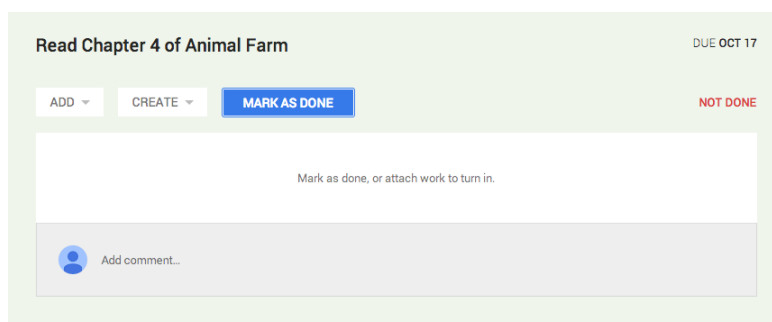 Read Chapter 4 of Animal Farm
DUE OCT 17
ADD
CREATE
MARK AS DONE
NOT DONE
Mark as done, or attach work to turn in.
Add comment...